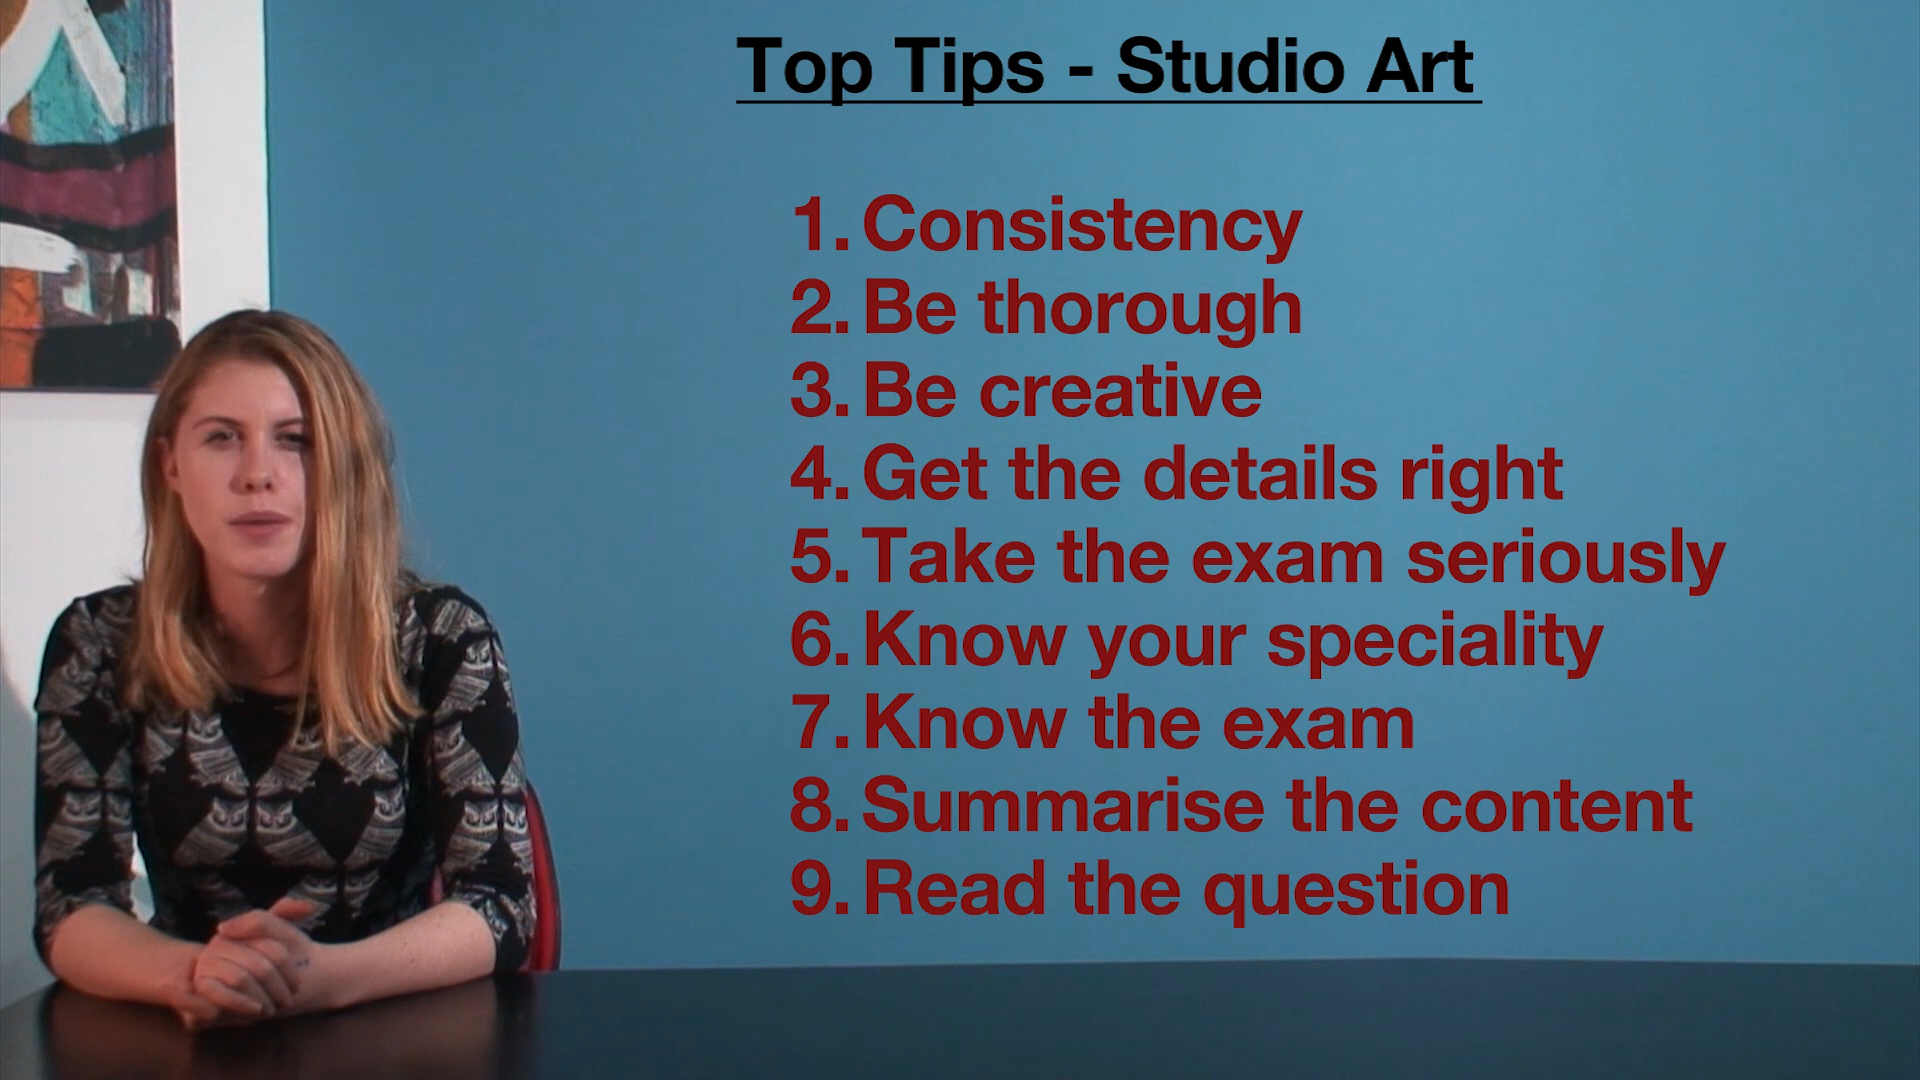 Top Tips - Studio Art
1. Consistency
2. Be thorough
3. Be creative
4. Get the details right
5. Take the exam seriously
6. Know your speciality
7. Know the exam
8. Summarise the content
9. Read the question